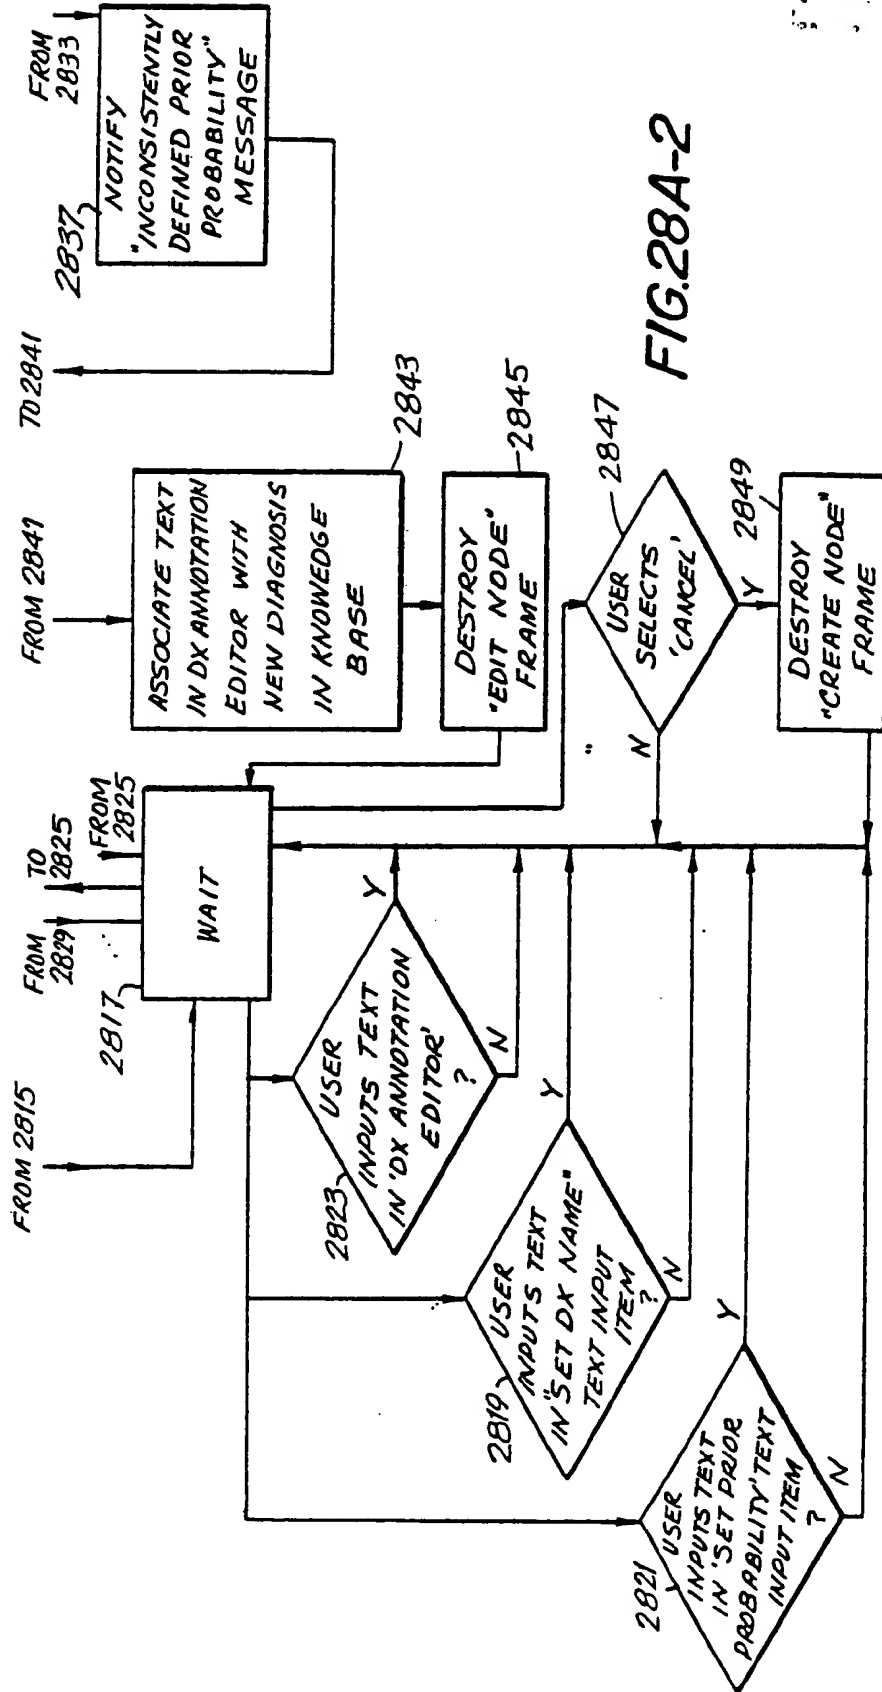 FROM 2815
FROM
2829
TO
2825
FROM
2825
2817
WAIT
FROM 2841
TO 2841
FROM
2833
2837
NOTIFY
"INCONSISTENTLY
DEFINED PRIOR
PROBABILITY"
MESSAGE
ASSOCIATE TEXT
IN DX ANNOTATION
EDITOR WITH
NEW DIAGNOSIS
IN KNOWLEDGE
BASE
2843
DESTROY
"EDIT NODE"
FRAME
2845
USER
SELECTS
'CANCEL'
2847
Y
N
DESTROY
"CREATE NODE"
FRAME
2849
2823
USER
INPUTS TEXT
IN 'DX ANNOTATION
EDITOR'
?
Y
N
2819
USER
INPUTS TEXT
IN "SET DX NAME"
TEXT INPUT
ITEM
?
Y
N
2821
USER
INPUTS TEXT
IN 'SET PRIOR
PROBABILITY' TEXT
INPUT ITEM
?
Y
N
FIG.28A-2